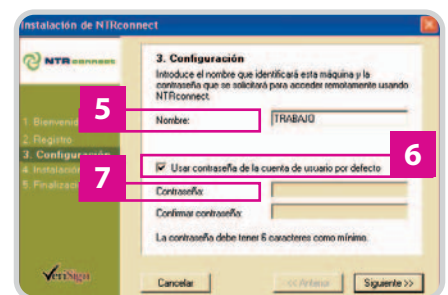 Instalación de NTRconnect
NTRconnect
1. Bienvenid
2. Registro
3. Configuración
4. Instalación
5. Finalizaci
3. Configuración
Introduce el nombre que identificará esta máquina y la
contraseña que se solicitará para acceder remotamente usando
NTRconnect.
5
Nombre:
TRABAJO
6
Usar contraseña de la cuenta de usuario por defecto
7
Contraseña:
Confirmar contraseña:
La contraseña debe tener 6 caracteres como mínimo.
VeriSign
Cancelar
<< Anterior
Siguiente >>